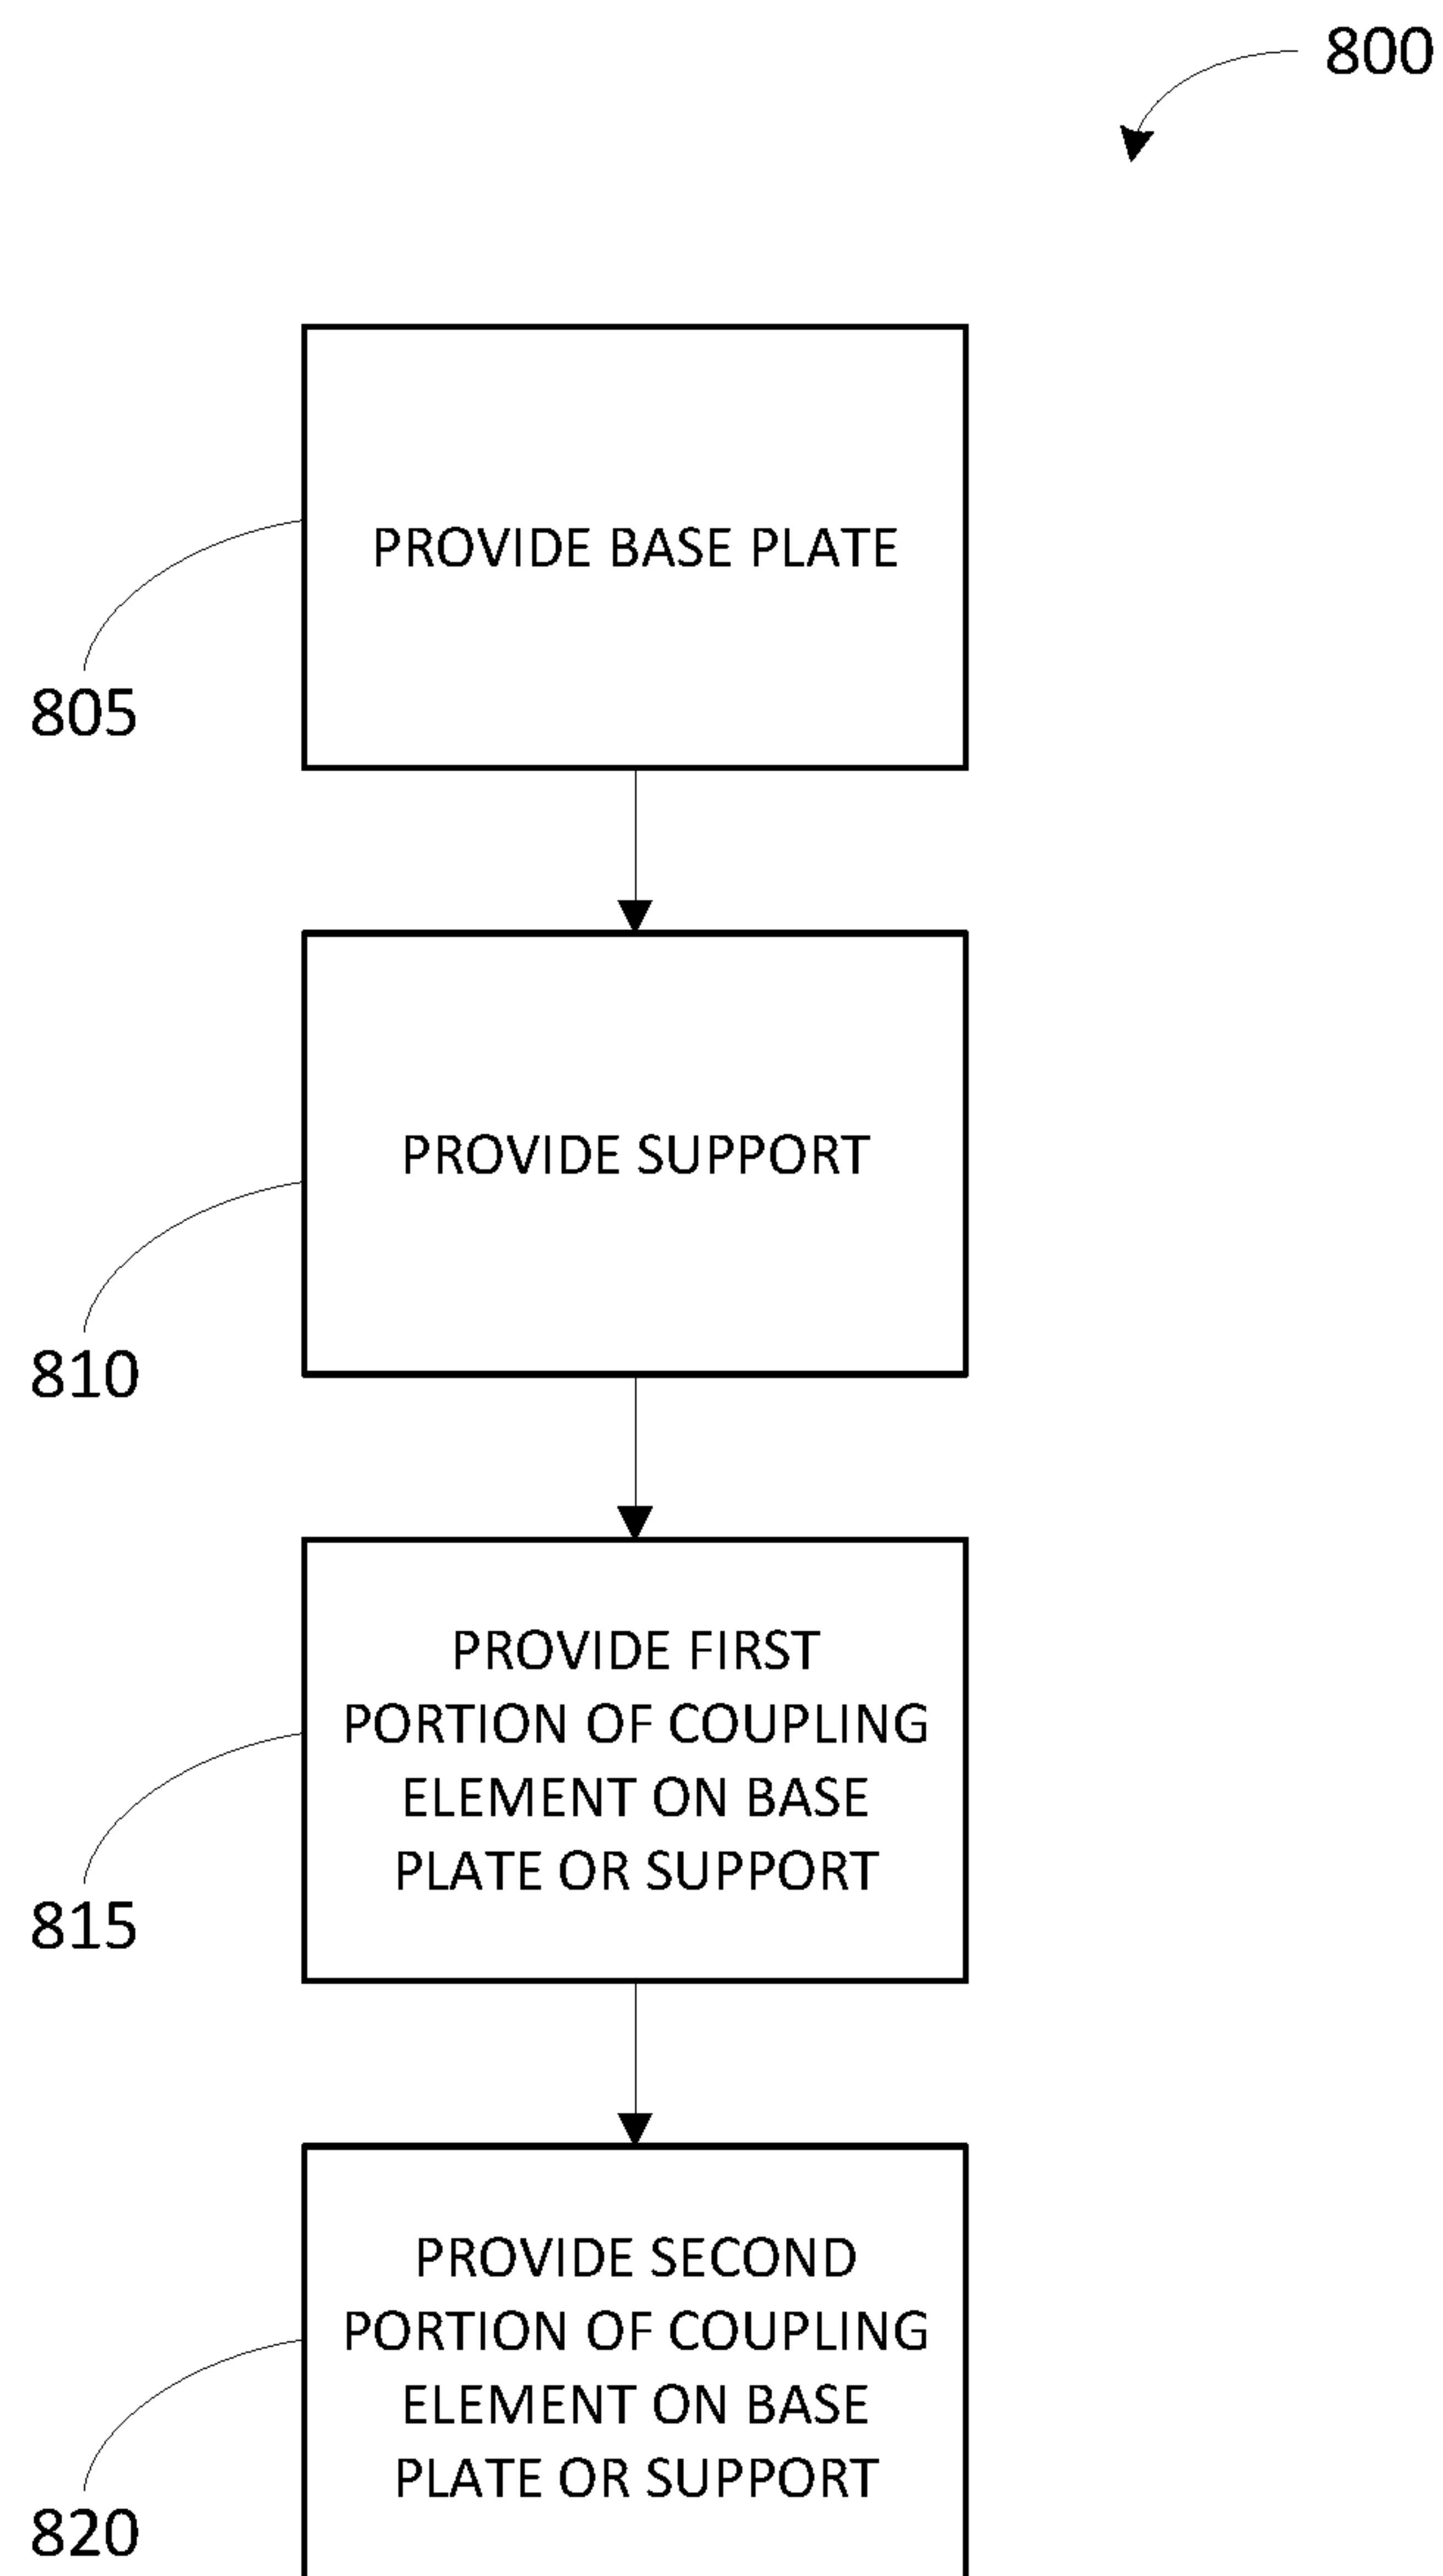 800
PROVIDE BASE PLATE
805
PROVIDE SUPPORT
810
PROVIDE FIRST
PORTION OF COUPLING
ELEMENT ON BASE
PLATE OR SUPPORT
815
PROVIDE SECOND
PORTION OF COUPLING
ELEMENT ON BASE
PLATE OR SUPPORT
820